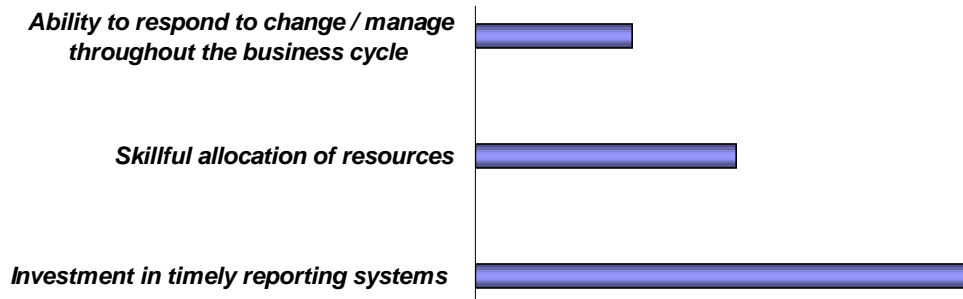 Ability to respond to change / manage
throughout the business cycle
Skillful allocation of resources
Investment in timely reporting systems